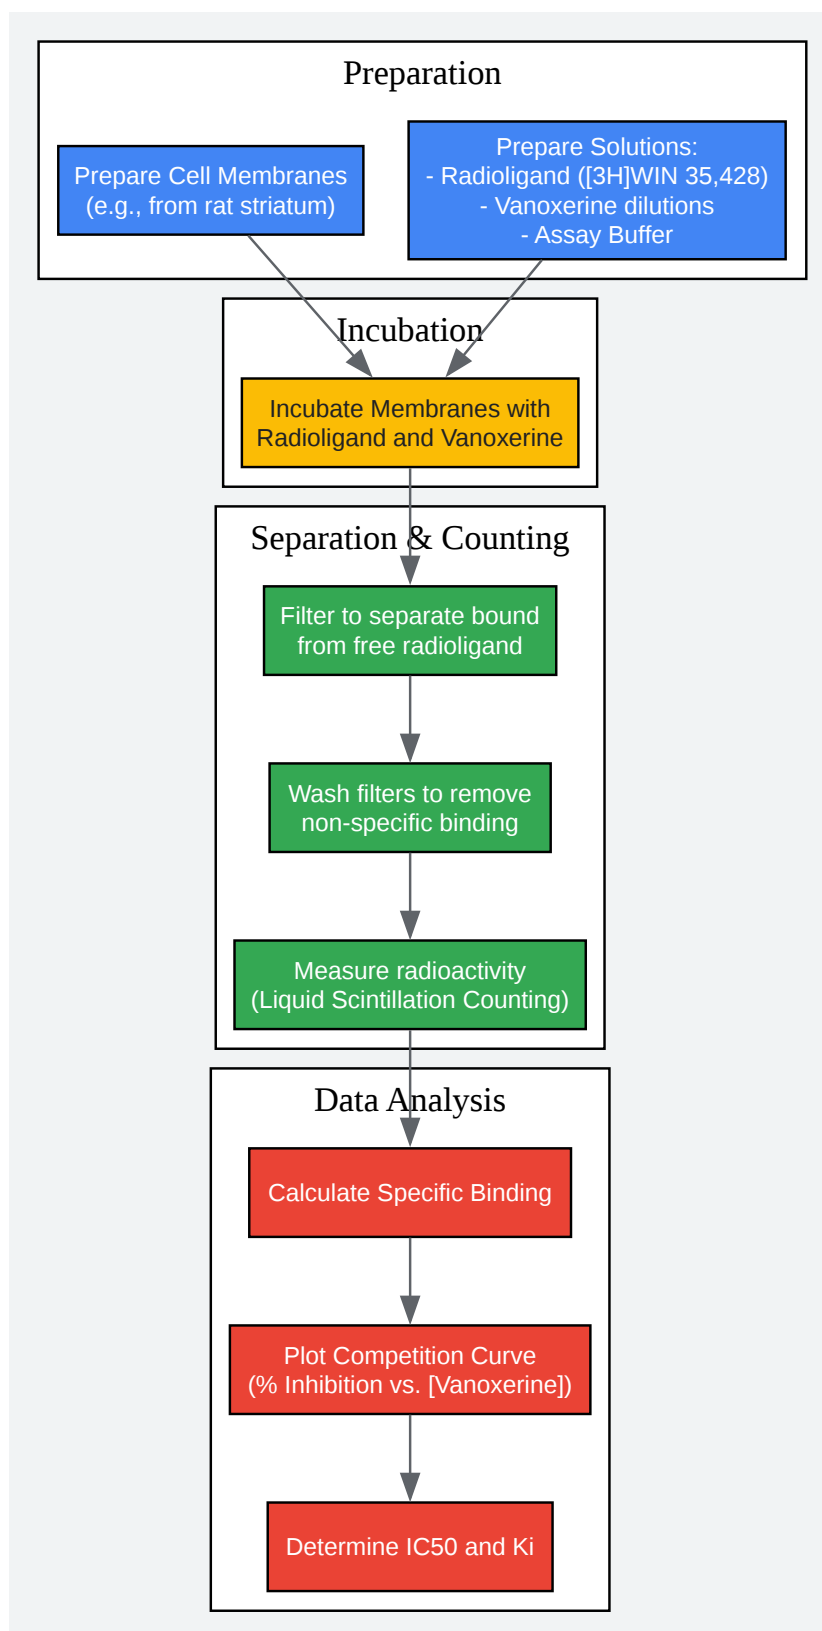 Preparation
Prepare Cell Membranes
(e.g., from rat striatum)
Prepare Solutions:
- Radioligand ([3H]WIN 35,428)
- Vanoxerine dilutions
- Assay Buffer
Incubation
Incubate Membranes with
Radioligand and Vanoxerine
Separation & Counting
Filter to separate bound
from free radioligand
Wash filters to remove
non-specific binding
Measure radioactivity
(Liquid Scintillation Counting)
Data Analysis
Calculate Specific Binding
Plot Competition Curve
(% Inhibition vs. [Vanoxerine])
Determine IC50 and Ki